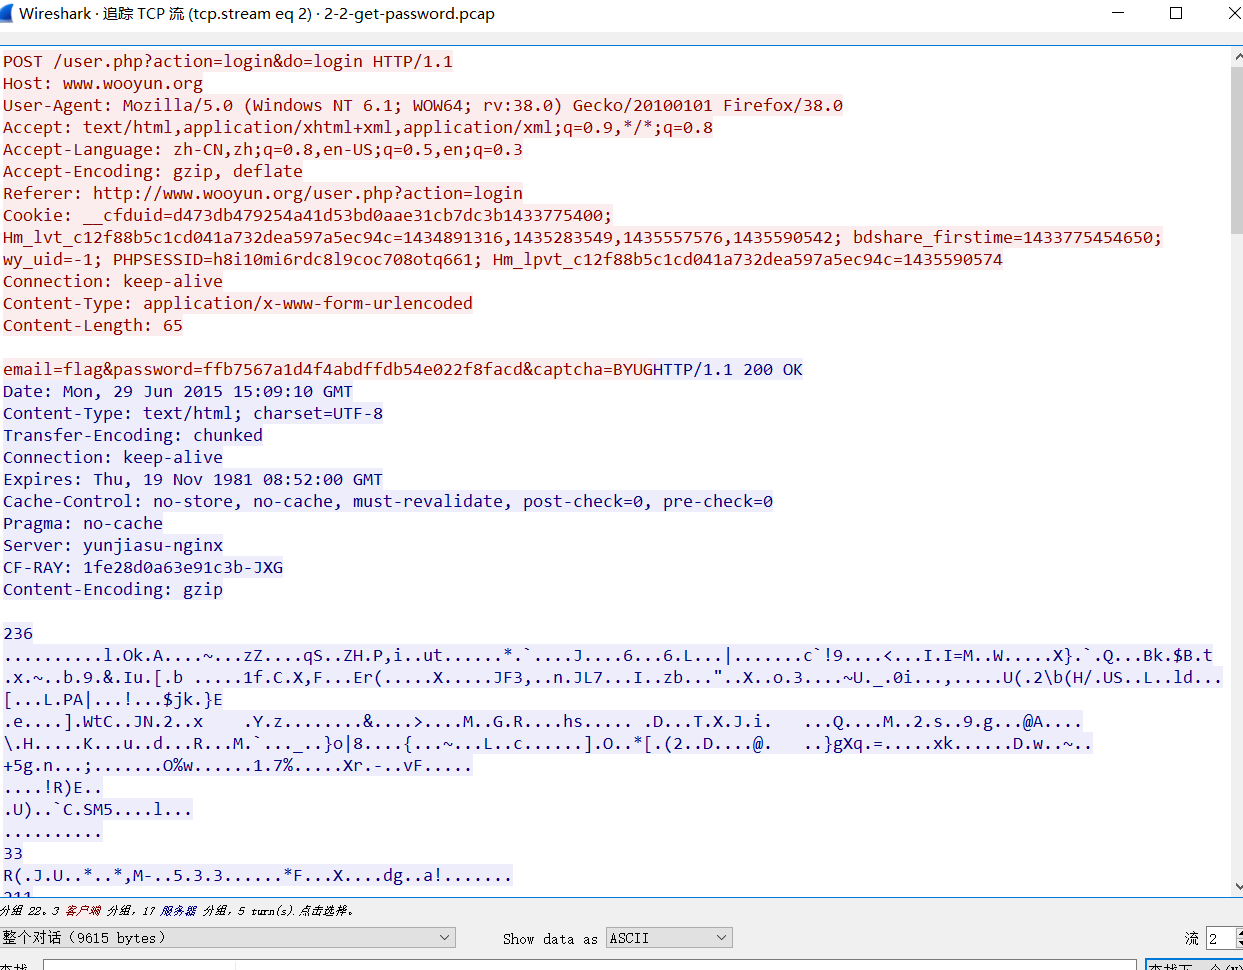 Wireshark · 追踪 TCP 流 (tcp.stream eq 2) · 2-2-get-password.pcap
POST /user.php?action=login&do=login HTTP/1.1
Host: www.wooyun.org
User-Agent: Mozilla/5.0 (Windows NT 6.1; WOW64; rv:38.0) Gecko/20100101 Firefox/38.0
Accept: text/html,application/xhtml+xml,application/xml;q=0.9,*/*;q=0.8
Accept-Language: zh-CN,zh;q=0.8,en-US;q=0.5,en;q=0.3
Accept-Encoding: gzip, deflate
Referer: http://www.wooyun.org/user.php?action=login
Cookie: __cfduid=d473db479254a41d53bd0aae31cb7dc3b1433775400;
Hm_lvt_c12f88b5c1cd041a732dea597a5ec94c=1434891316,1435283549,1435557576,1435590542; bdshare_firstime=1433775454650;
wy_uid=-1; PHPSESSID=h8i10mi6rdc8l9coc708otq661; Hm_lpvt_c12f88b5c1cd041a732dea597a5ec94c=1435590574
Connection: keep-alive
Content-Type: application/x-www-form-urlencoded
Content-Length: 65
email=flag&password=ffb7567a1d4f4abdffdb54e022f8facd&captcha=BYUGHTTP/1.1 200 OK
Date: Mon, 29 Jun 2015 15:09:10 GMT
Content-Type: text/html; charset=UTF-8
Transfer-Encoding: chunked
Connection: keep-alive
Expires: Thu, 19 Nov 1981 08:52:00 GMT
Cache-Control: no-store, no-cache, must-revalidate, post-check=0, pre-check=0
Pragma: no-cache
Server: yunjiasu-nginx
CF-RAY: 1fe28d0a63e91c3b-JXG
Content-Encoding: gzip
236
..........l.Ok.A....~...zZ....qS..ZH.P,i..ut......*.`....J....6...6.L...|.......c`!9....<...I.I=M..W.....X}.`.Q...Bk.$B.t
.x.~..b.9.&.Iu.[.b .....1f.C.X,F...Er(.....X.....JF3,..n.JL7...I..zb..."..X..o.3....~U._.0i...,.....U(.2\b(H/.US..L..ld...
[...L.PA|...!...$jk.}E
.e....].WtC..JN.2..x    .Y.z........&....>....M..G.R....hs..... .D...T.X.J.i.   ...Q....M..2.s..9.g...@A....
\.H.....K...u..d...R...M.`..._..}o|8....{...~...L..c......].O..*[.(2..D....@.   ..}gXq.=.....xk......D.w..~..
+5g.n...;.......O%w......1.7%.....Xr.-..vF.....
....!R)E..
.U)..`C.SM5....l...
..........
33
R(.J.U..*..*,M-..5.3.3......*F...X....dg..a!.......
211
分组 22。3 客户端 分组，17 服务器 分组，5 turn(s).点击选择。
整个对话（9615 bytes） Show data as ASCII 流 2